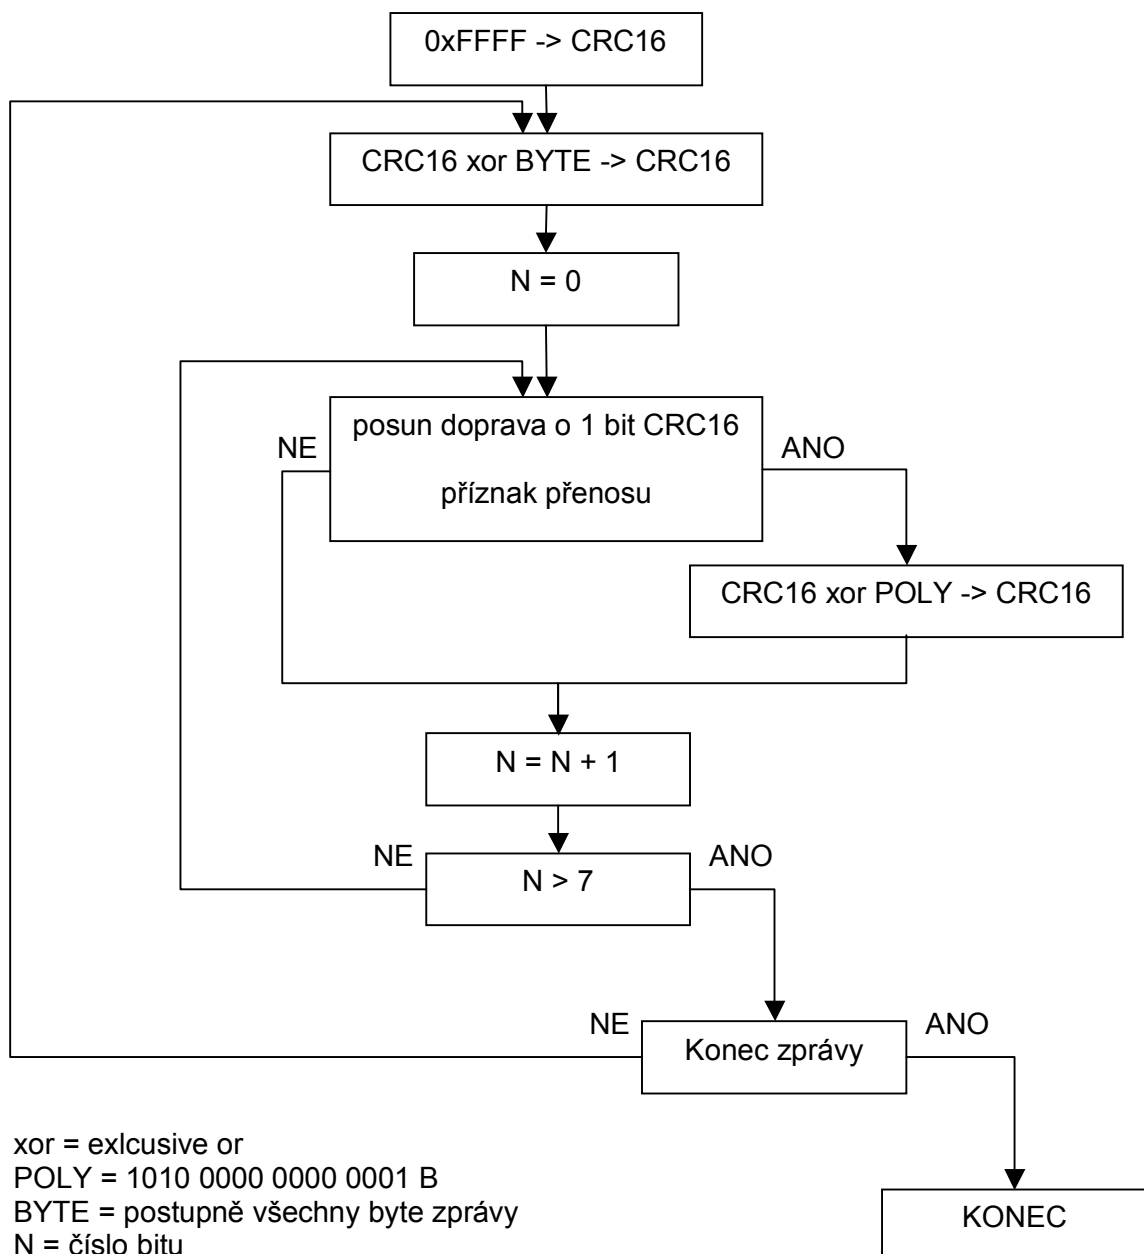 0xFFFF -> CRC16
CRC16 xor BYTE -> CRC16
N = 0
posun doprava o 1 bit CRC16
NE
ANO
příznak přenosu
CRC16 xor POLY -> CRC16
N = N + 1
NE
ANO
N > 7
NE
ANO
Konec zprávy
xor = exlcusive or
POLY = 1010 0000 0000 0001 B
BYTE = postupně všechny byte zprávy
KONEC
N = číslo bitu